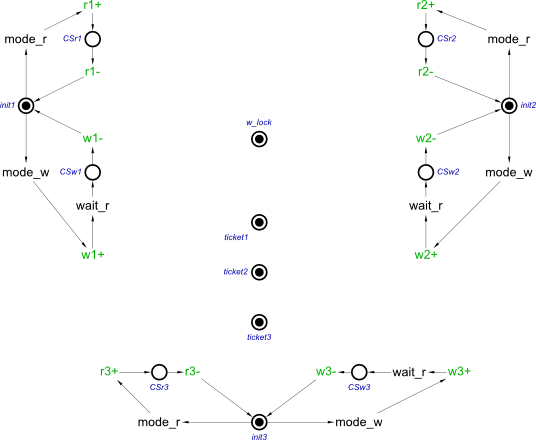 r1+
r2+
mode_r
CSr1
CSr2
mode_r
r1-
r2-
init1
init2
w_lock
w1-
w2-
mode_w
CSw1
CSw2
mode_w
wait_r
wait_r
ticket1
w1+
w2+
ticket2
ticket3
r3+
r3-
w3-
wait_r
w3+
CSr3
CSw3
mode_r
mode_w
init3